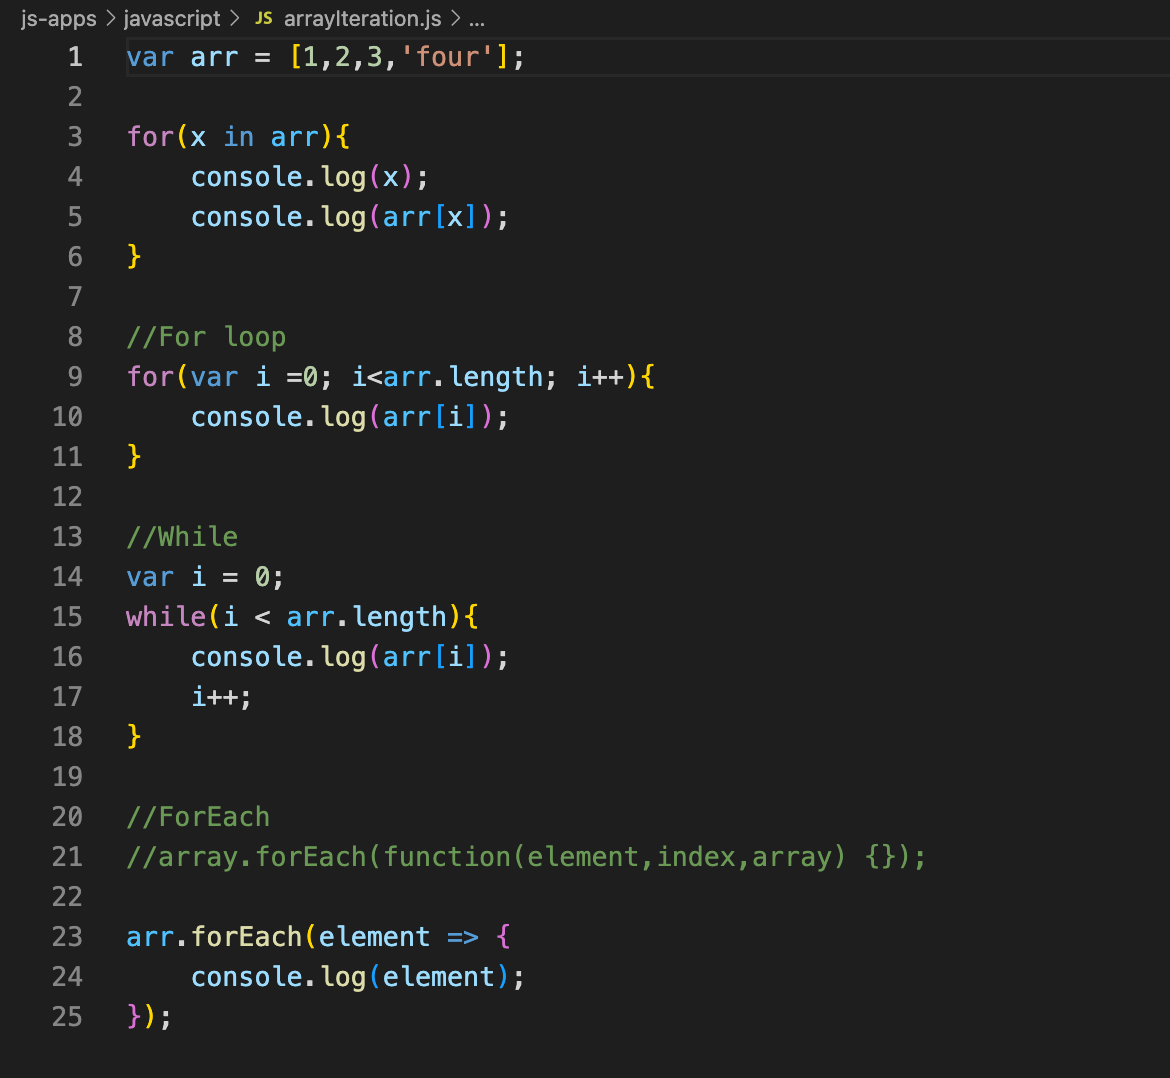 js-apps > javascript > JS arrayIteration.js > ...
1 var arr = [1,2,3,'four'];
2
3 for(x in arr){
4     console.log(x);
5     console.log(arr[x]);
6 }
7
8 //For loop
9 for(var i =0; i<arr.length; i++){
10     console.log(arr[i]);
11 }
12
13 //While
14 var i = 0;
15 while(i < arr.length){
16     console.log(arr[i]);
17     i++;
18 }
19
20 //ForEach
21 //array.forEach(function(element,index,array) {});
22
23 arr.forEach(element => {
24     console.log(element);
25 });